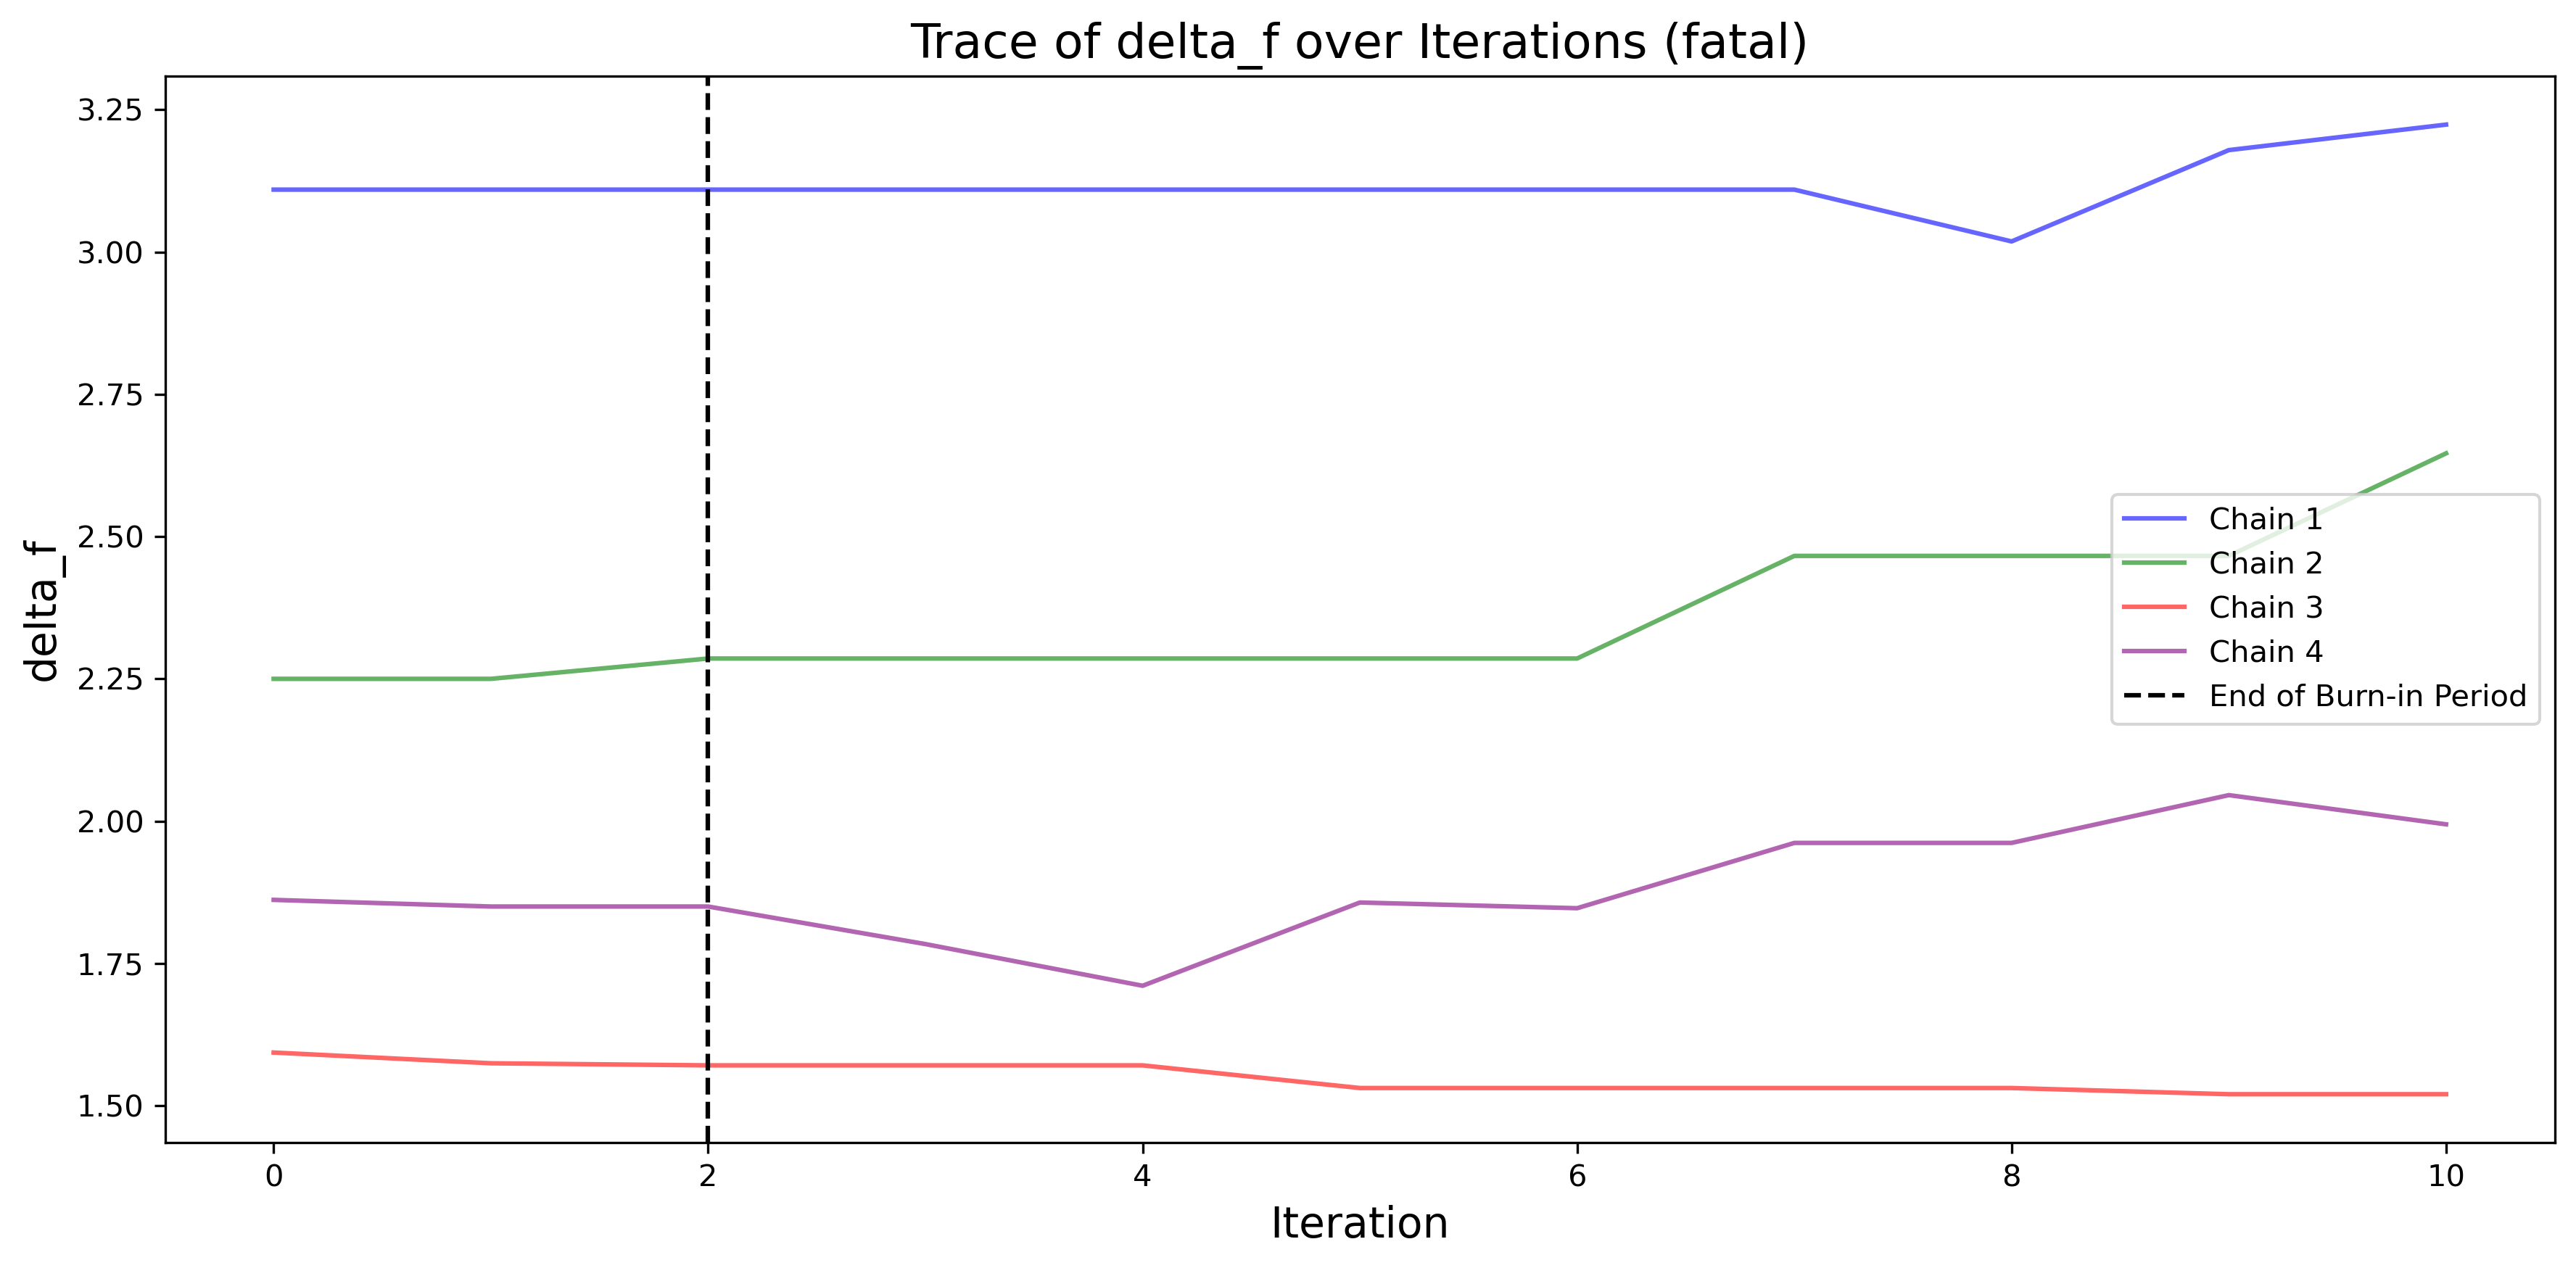 Trace of delta_f over Iterations (fatal)
3.25
3.00
2.75
2.50
2.25
2.00
1.75
1.50
delta_f
Chain 1
Chain 2
Chain 3
Chain 4
End of Burn-in Period
0 2 4 6 8 10
Iteration